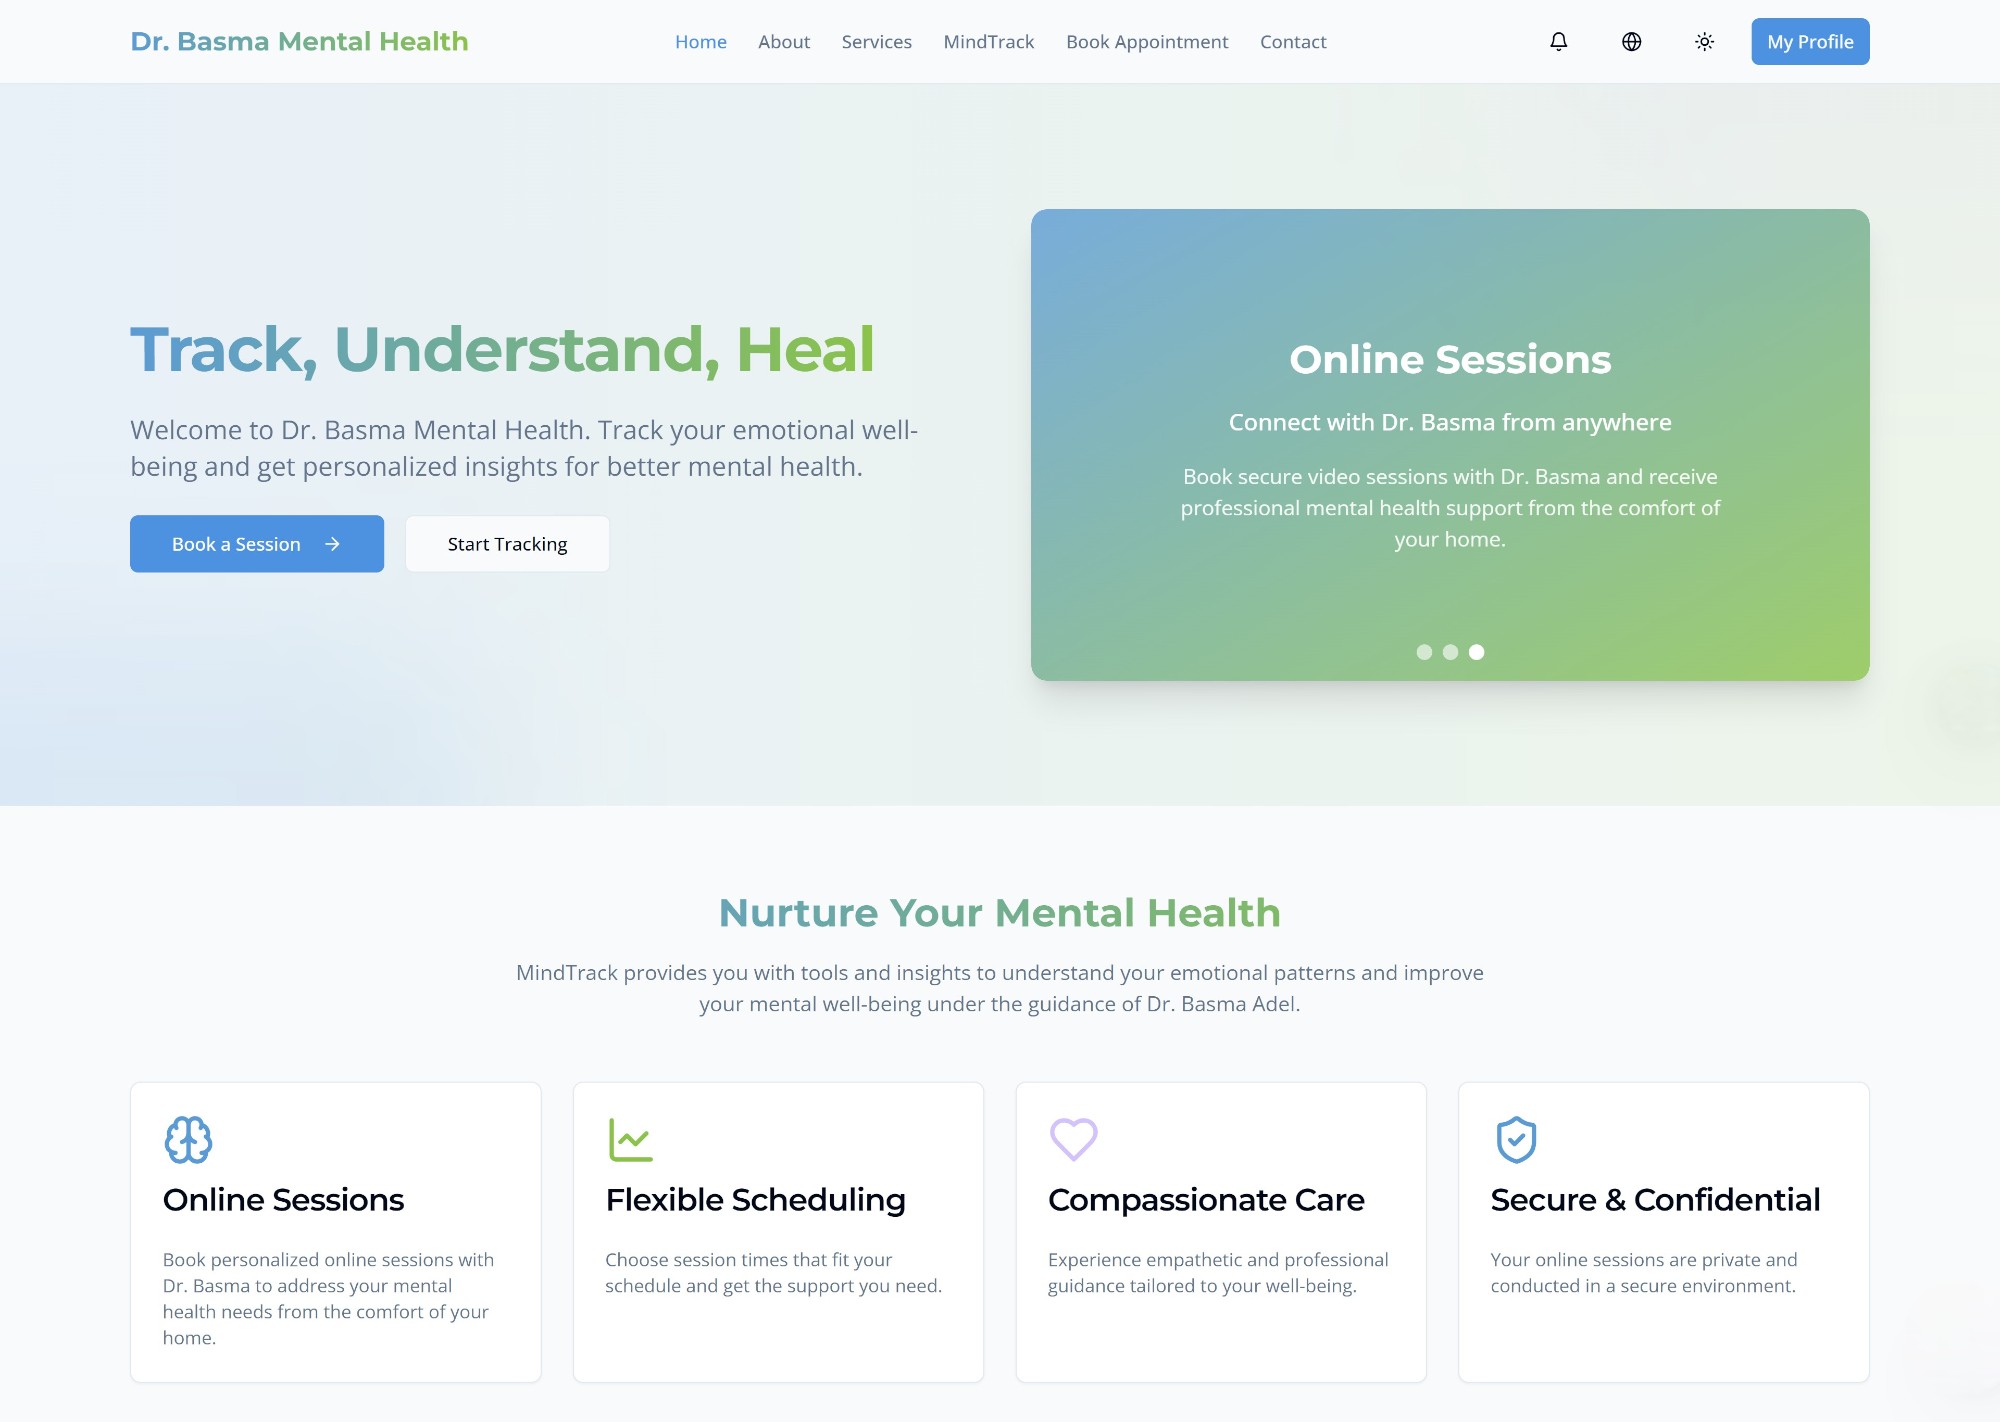 Dr. Basma Mental Health
Home
About
Services
MindTrack
Book Appointment
Contact
My Profile
Track, Understand, Heal
Welcome to Dr. Basma Mental Health. Track your emotional well-
being and get personalized insights for better mental health.
Book a Session
Start Tracking
Online Sessions
Connect with Dr. Basma from anywhere
Book secure video sessions with Dr. Basma and receive
professional mental health support from the comfort of
your home.
Nurture Your Mental Health
MindTrack provides you with tools and insights to understand your emotional patterns and improve
your mental well-being under the guidance of Dr. Basma Adel.
Online Sessions
Book personalized online sessions with
Dr. Basma to address your mental
health needs from the comfort of your
home.
Flexible Scheduling
Choose session times that fit your
schedule and get the support you need.
Compassionate Care
Experience empathetic and professional
guidance tailored to your well-being.
Secure & Confidential
Your online sessions are private and
conducted in a secure environment.